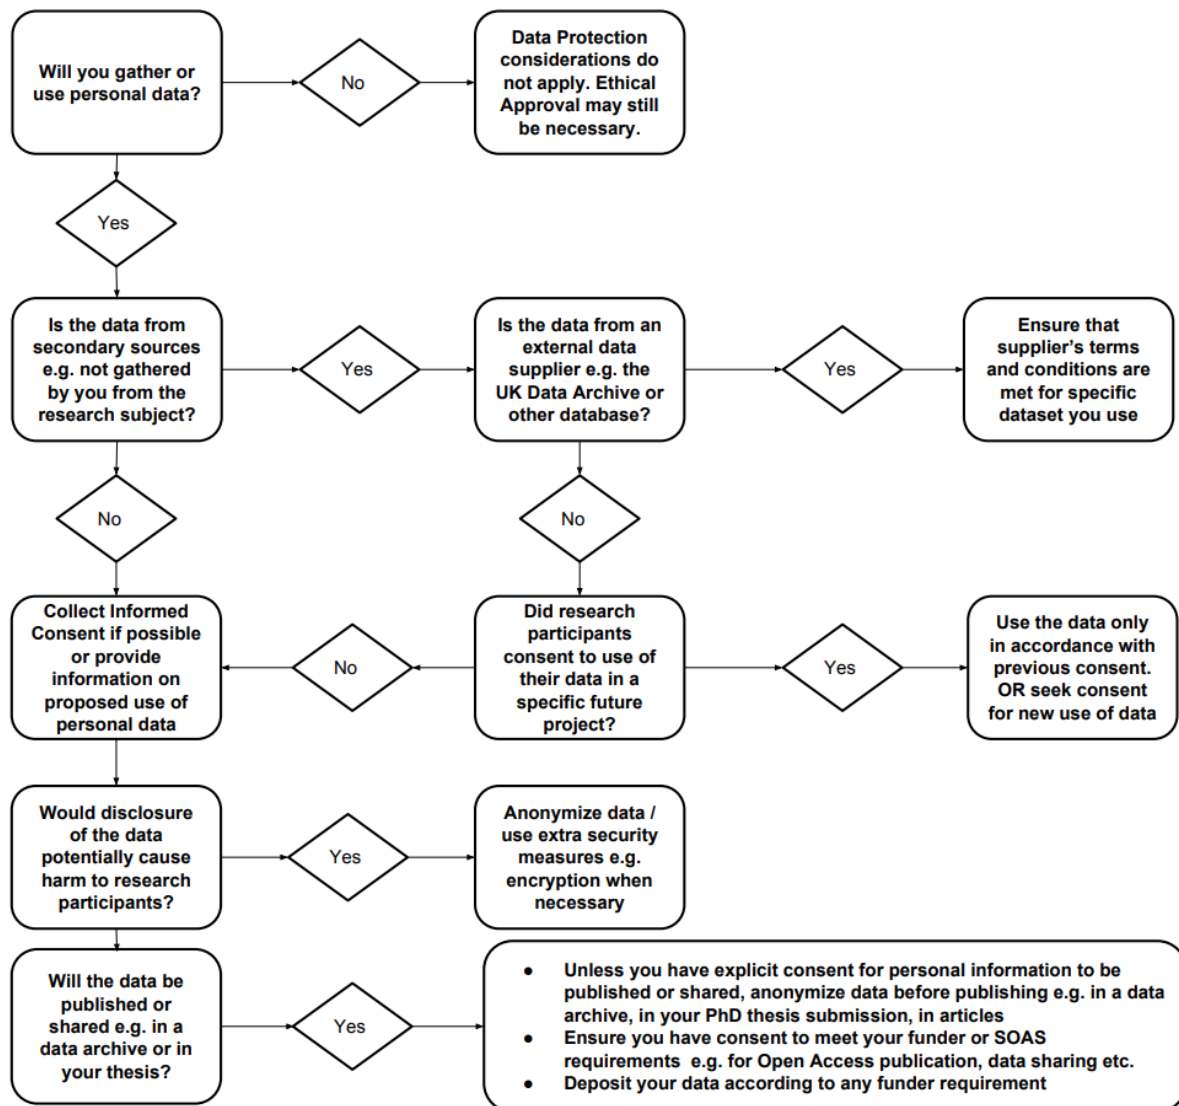 Will you gather or
use personal data?
No
Data Protection
considerations do
not apply. Ethical
Approval may still
be necessary.
Yes
Is the data from
secondary sources
e.g. not gathered
by you from the
research subject?
Yes
Is the data from an
external data
supplier e.g. the
UK Data Archive or
other database?
Yes
Ensure that
supplier's terms
and conditions are
met for specific
dataset you use
No
No
Collect Informed
Consent if possible
or provide
information on
proposed use of
personal data
No
Did research
participants
consent to use of
their data in a
specific future
project?
Yes
Use the data only
in accordance with
previous consent.
OR seek consent
for new use of data
Would disclosure
of the data
potentially cause
harm to research
participants?
Yes
Anonymize data /
use extra security
measures e.g.
encryption when
necessary
Will the data be
published or
shared e.g. in a
data archive or in
your thesis?
Yes
● Unless you have explicit consent for personal information to be
published or shared, anonymize data before publishing e.g. in a data
archive, in your PhD thesis submission, in articles
● Ensure you have consent to meet your funder or SOAS
requirements e.g. for Open Access publication, data sharing etc.
● Deposit your data according to any funder requirement